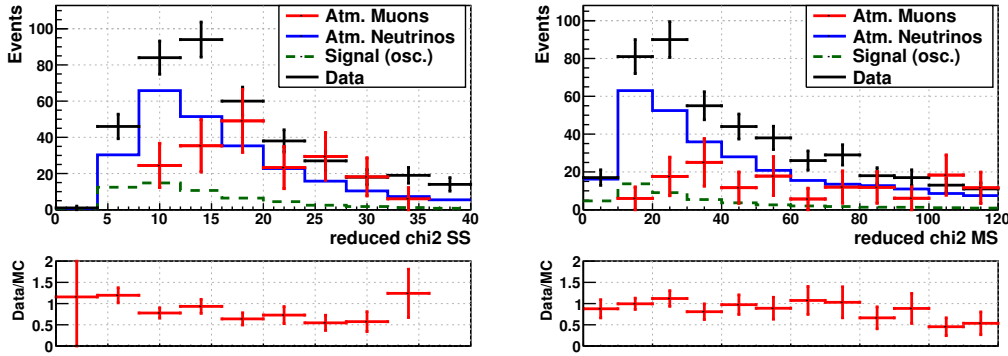 Events
100
80
60
40
20
0
Atm. Muons
Atm. Neutrinos
Signal (osc.)
Data
0 5 10 15 20 25 30 35 40
reduced chi2 SS
Data/MC
2
1.5
1
0.5
0
Events
100
80
60
40
20
0
Atm. Muons
Atm. Neutrinos
Signal (osc.)
Data
0 20 40 60 80 100 120
reduced chi2 MS
Data/MC
2
1.5
1
0.5
0